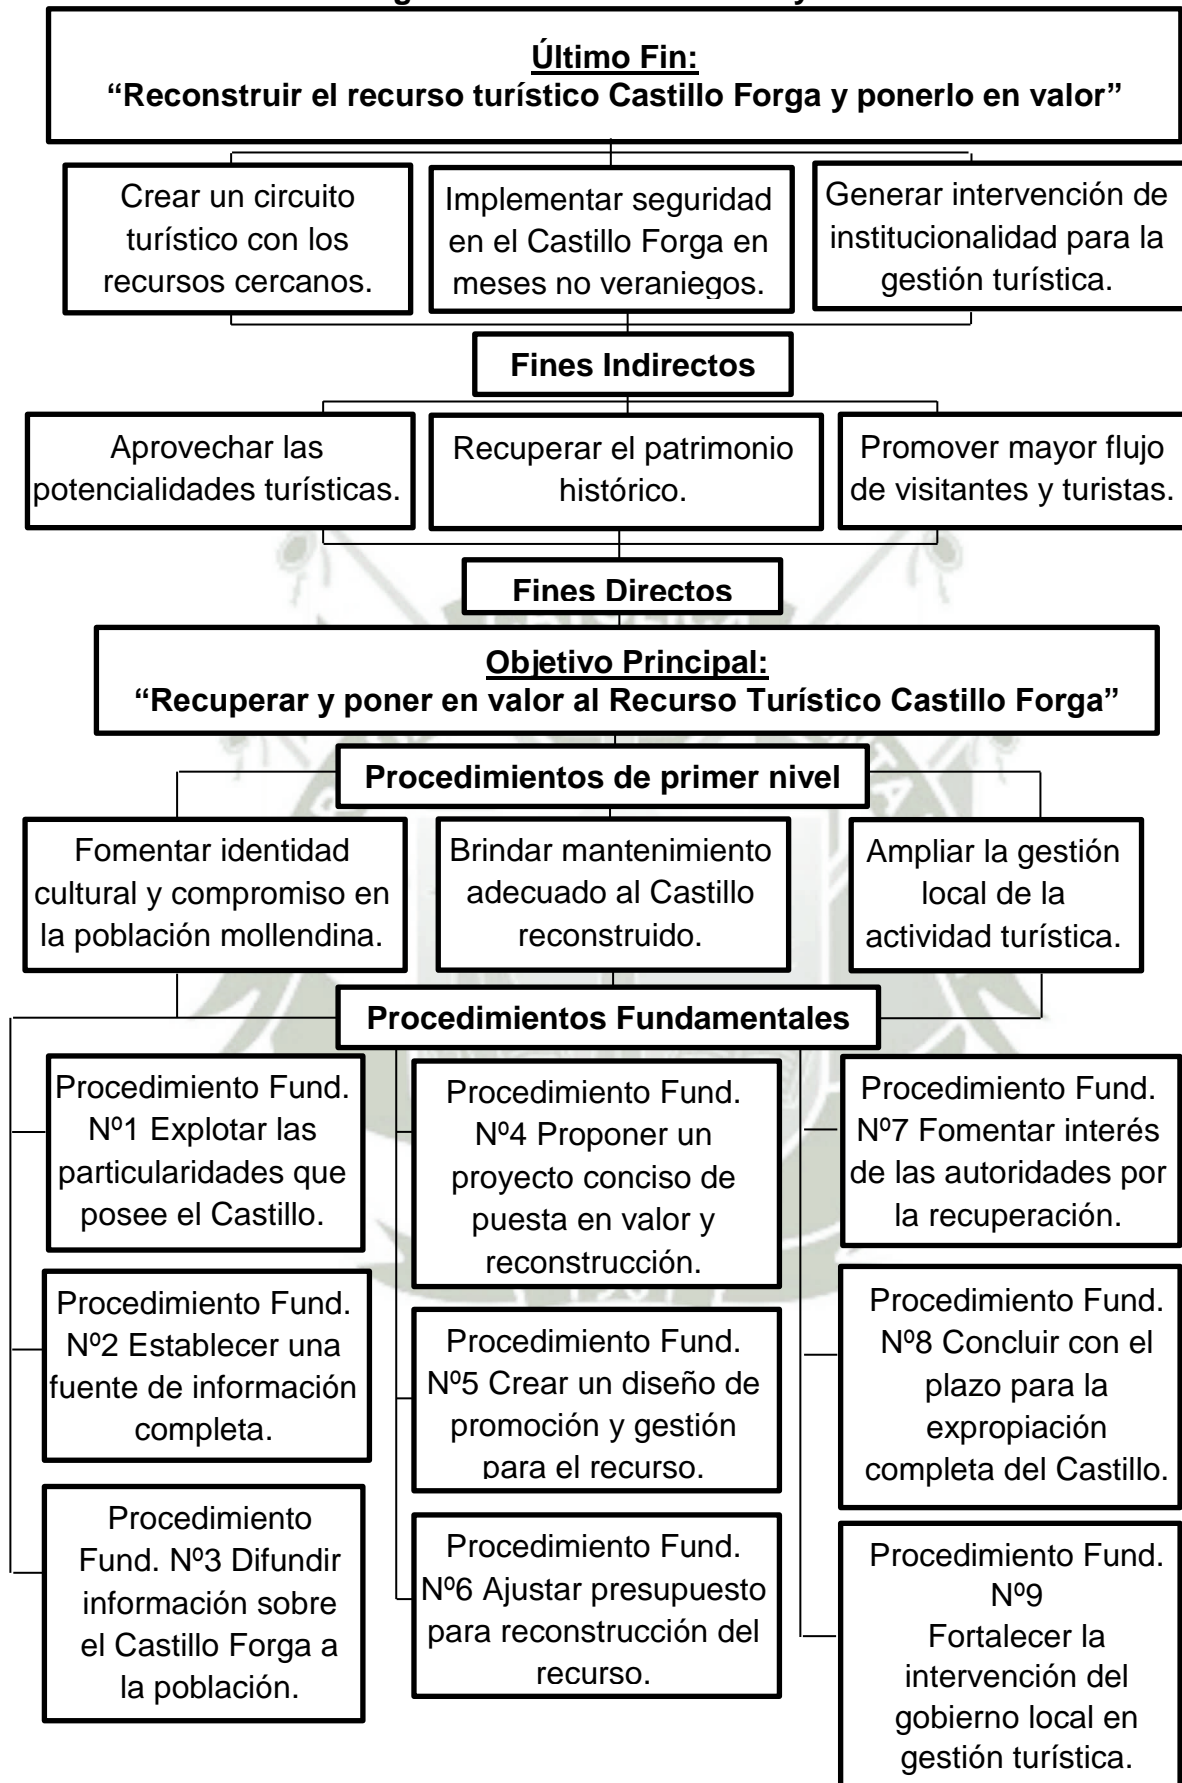 Último Fin:
“Reconstruir el recurso turístico Castillo Forga y ponerlo en valor”
Crear un circuito
turístico con los
recursos cercanos.
Implementar seguridad
en el Castillo Forga en
meses no veraniegos.
Generar intervención de
institucionalidad para la
gestión turística.
Fines Indirectos
Aprovechar las
potencialidades turísticas.
Recuperar el patrimonio
histórico.
Promover mayor flujo
de visitantes y turistas.
Fines Directos
Objetivo Principal:
“Recuperar y poner en valor al Recurso Turístico Castillo Forga”
Procedimientos de primer nivel
Fomentar identidad
cultural y compromiso en
la población mollendina.
Brindar mantenimiento
adecuado al Castillo
reconstruido.
Ampliar la gestión
local de la
actividad turística.
Procedimientos Fundamentales
Procedimiento Fund.
Nº1 Explotar las
particularidades que
posee el Castillo.
Procedimiento Fund.
Nº2 Establecer una
fuente de información
completa.
Procedimiento
Fund. Nº3 Difundir
información sobre
el Castillo Forga a
la población.
Procedimiento Fund.
Nº4 Proponer un
proyecto conciso de
puesta en valor y
reconstrucción.
Procedimiento Fund.
Nº5 Crear un diseño de
promoción y gestión
para el recurso.
Procedimiento Fund.
Nº6 Ajustar presupuesto
para reconstrucción del
recurso.
Procedimiento Fund.
Nº7 Fomentar interés
de las autoridades por
la recuperación.
Procedimiento Fund.
Nº8 Concluir con el
plazo para la
expropiación
completa del Castillo.
Procedimiento Fund.
Nº9
Fortalecer la
intervención del
gobierno local en
gestión turística.